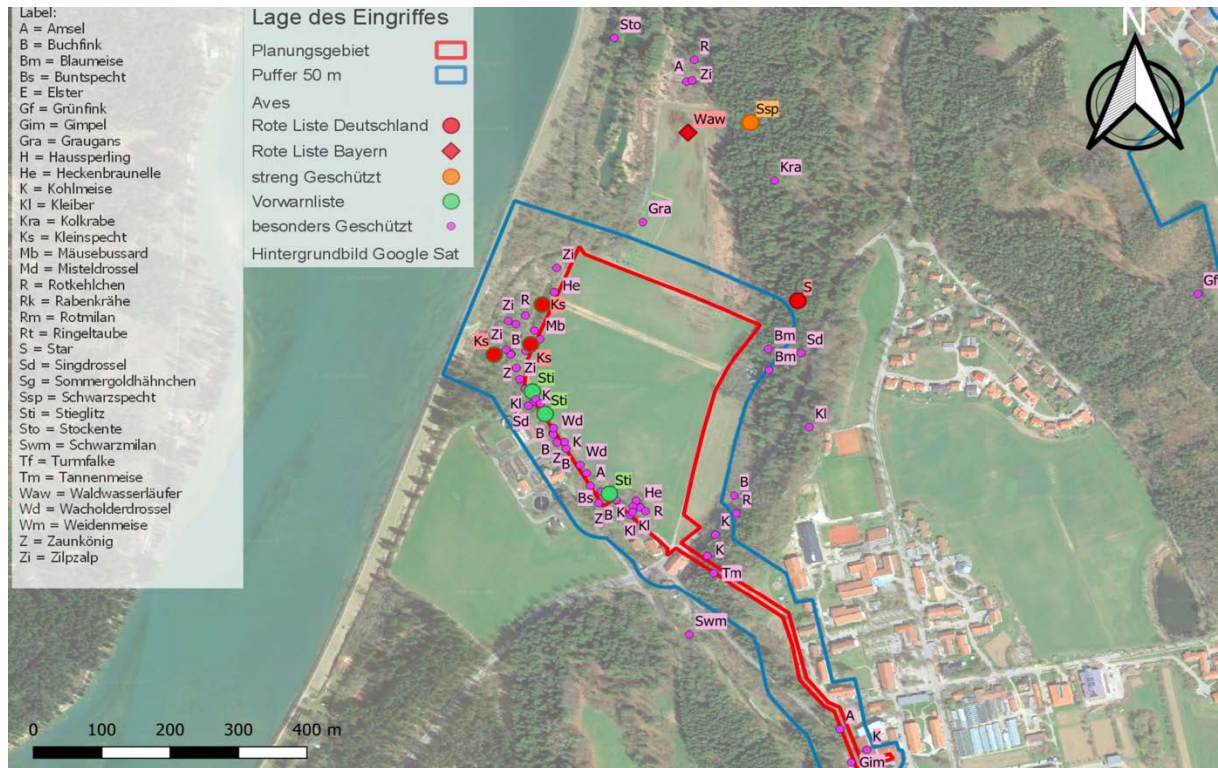 Label:
A = Amsel
B = Buchfink
Bm = Blaumeise
Bs = Buntspecht
E = Elster
Gf = Grünfink
Gim = Gimpel
Gra = Graugans
H = Haussperling
He = Heckenbraunelle
K = Kohlmeise
Kl = Kleiber
Kra = Kolkrabe
Ks = Kleinspecht
Mb = Mäusebussard
Md = Misteldrossel
R = Rotkehlchen
Rk = Rabenkrähe
Rm = Rotmilan
Rt = Ringeltaube
S = Star
Sd = Singdrossel
Sg = Sommergoldhähnchen
Ssp = Schwarzspecht
Sti = Stieglitz
Sto = Stockente
Swm = Schwarzmilan
Tf = Turmfalke
Tm = Tannenmeise
Waw = Waldwasserläufer
Wd = Wacholderdrossel
Wm = Weidenmeise
Z = Zaunkönig
Zi = Zilpzalp
Lage des Eingriffes
Planungsgebiet
Puffer 50 m
Aves
Rote Liste Deutschland
Rote Liste Bayern
streng Geschützt
Vorwarnliste
besonders Geschützt
Hintergrundbild Google Sat
N
Sto
R
A
Zi
Waw
Ssp
Kra
Gra
Zi
He
Ks
S
Gf
Zi
R
Mb
Zi
B
Ks
Ks
Bm
Sd
Bm
Z
Zi
Sti
K
Sti
Kl
Sd
Wd
Kl
B
K
B
Z
B
Wd
A
Sti
Bs
He
B
R
Z
B
K
R
Kl
Kl
K
K
Tm
Swm
A
K
Gim
0 100 200 300 400 m